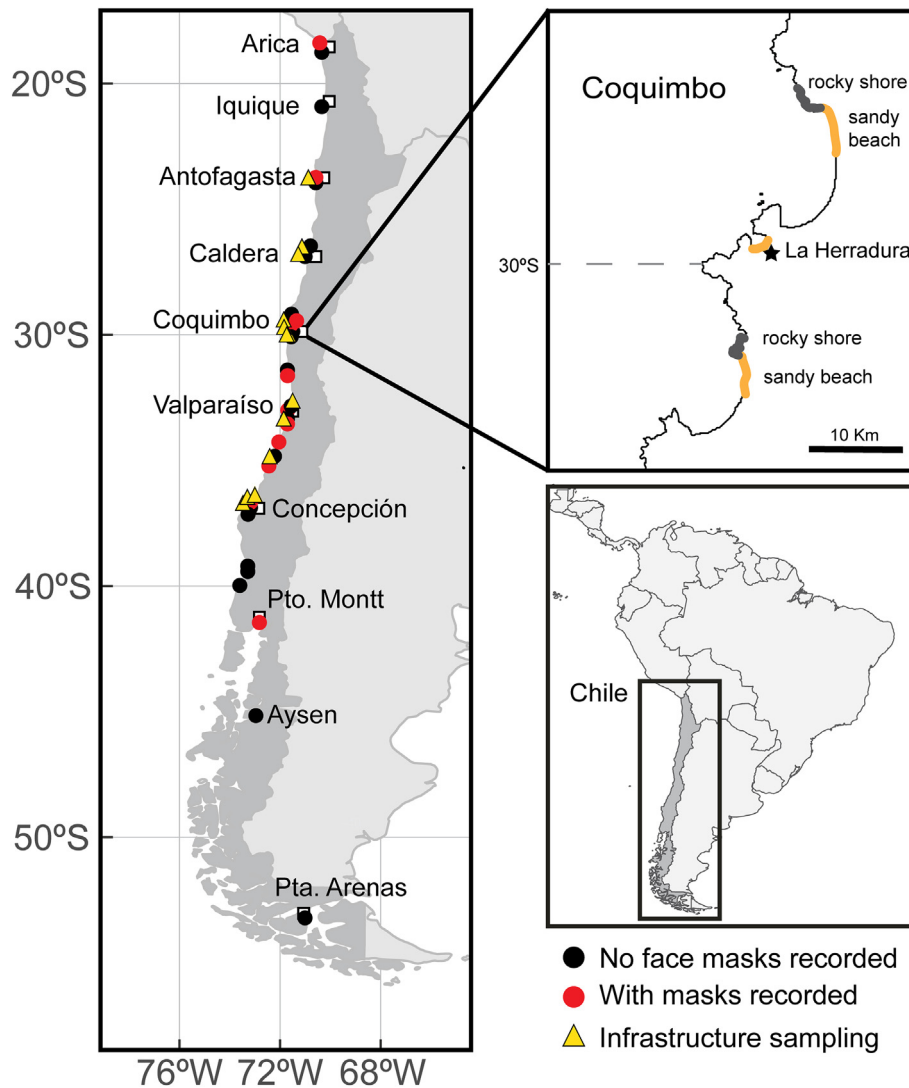 Arica
20ºS
Iquique
Antofagasta
Caldera
Coquimbo
30ºS
Valparaíso
Concepción
40ºS
Pto. Montt
Aysen
50ºS
Pta. Arenas
76ºW 72ºW 68ºW
Coquimbo
rocky shore
sandy
beach
La Herradura
30ºS
rocky shore
sandy beach
10 Km
Chile
No face masks recorded
With masks recorded
Infrastructure sampling